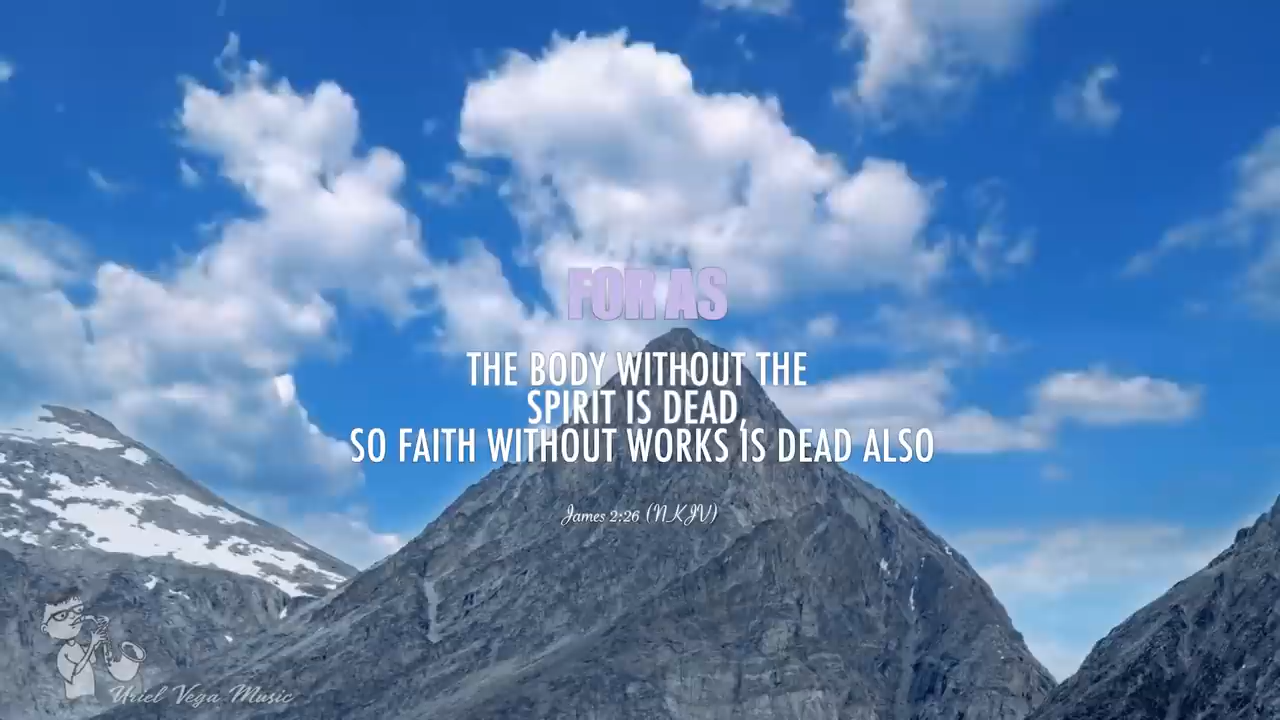 FOR AS
THE BODY WITHOUT THE
SPIRIT IS DEAD,
SO FAITH WITHOUT WORKS IS DEAD ALSO
James 2:26 (NKJV)
Uriel Vega Music